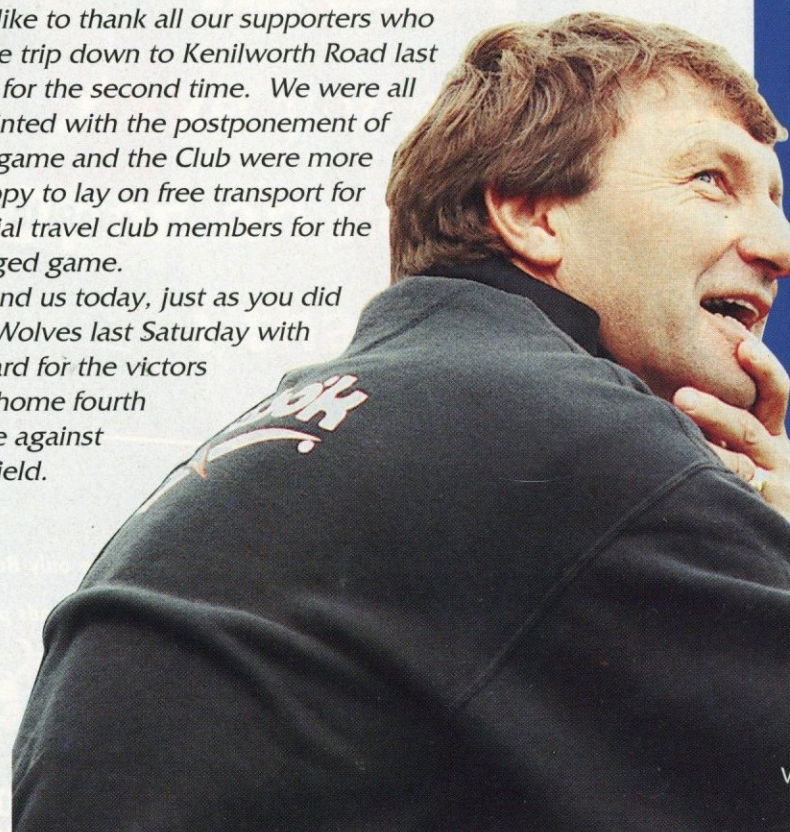 like to thank all our supporters who
e trip down to Kenilworth Road last
for the second time. We were all
nted with the postponement of
game and the Club were more
ppy to lay on free transport for
ial travel club members for the
ged game.
nd us today, just as you did
Wolves last Saturday with
ard for the victors
home fourth
e against
ield.
ook